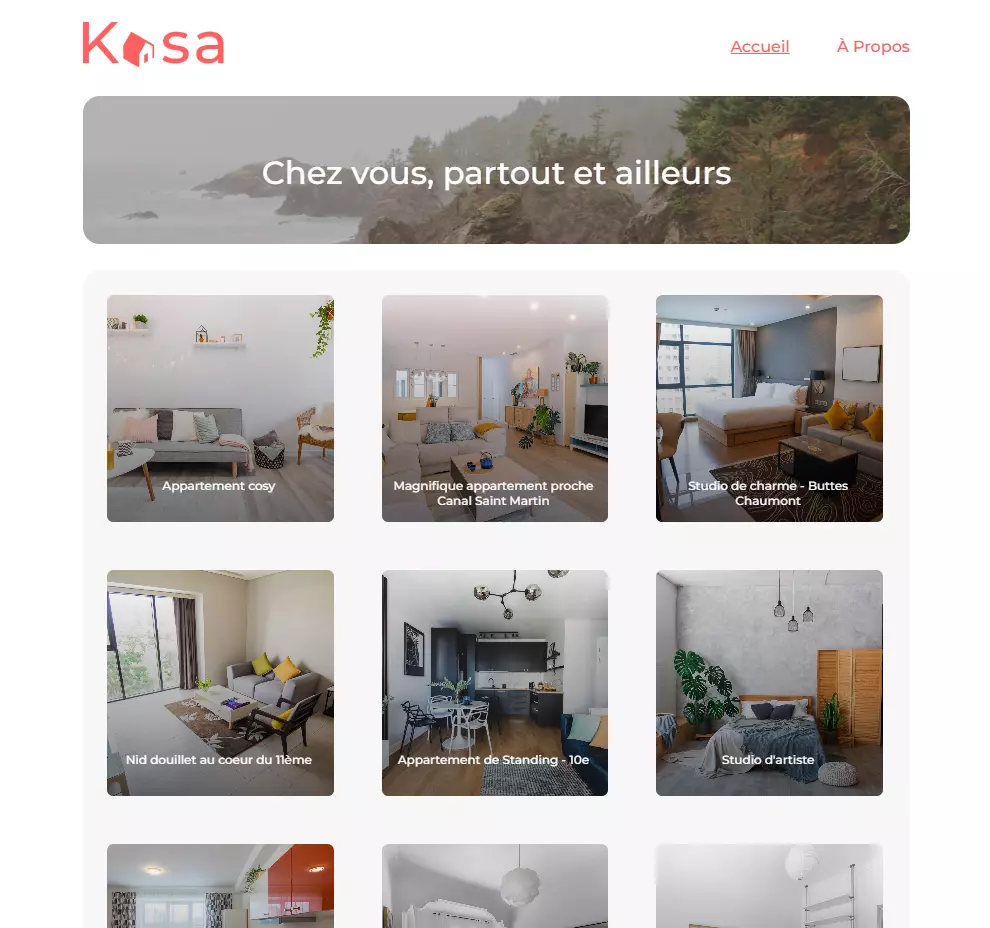 Kasa
Accueil
À Propos
Chez vous, partout et ailleurs
Appartement cosy
Magnifique appartement proche
Canal Saint Martin
Studio de charme - Buttes
Chaumont
Nid douillet au coeur du 11ème
Appartement de Standing - 10e
Studio d'artiste